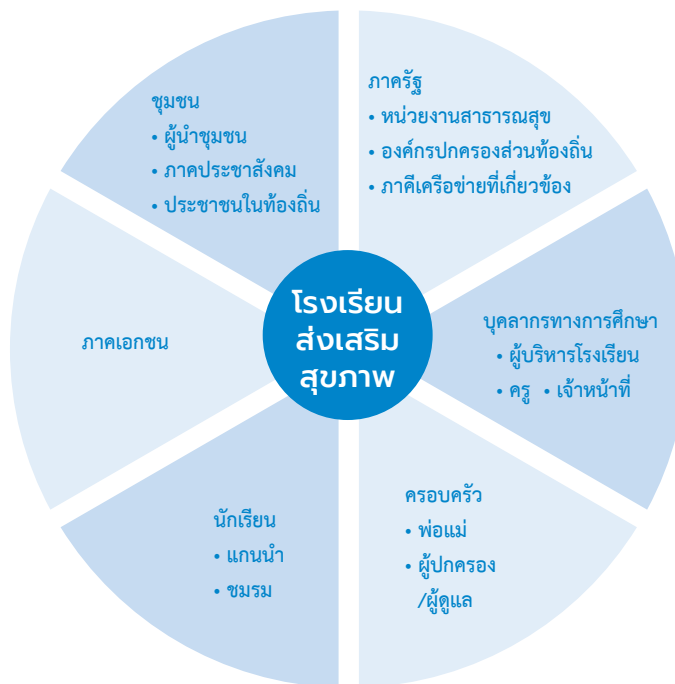 ชุมชน
• ผู้นำชุมชน
• ภาคประชาสังคม
• ประชาชนในท้องถิ่น
ภาครัฐ
• หน่วยงานสาธารณสุข
• องค์กรปกครองส่วนท้องถิ่น
• ภาคีเครือข่ายที่เกี่ยวข้อง
ภาคเอกชน
โรงเรียน
ส่งเสริม
สุขภาพ
บุคลากรทางการศึกษา
• ผู้บริหารโรงเรียน
• ครู • เจ้าหน้าที่
นักเรียน
• แกนนำ
• ชมรม
ครอบครัว
• พ่อแม่
• ผู้ปกครอง
/ผู้ดูแล